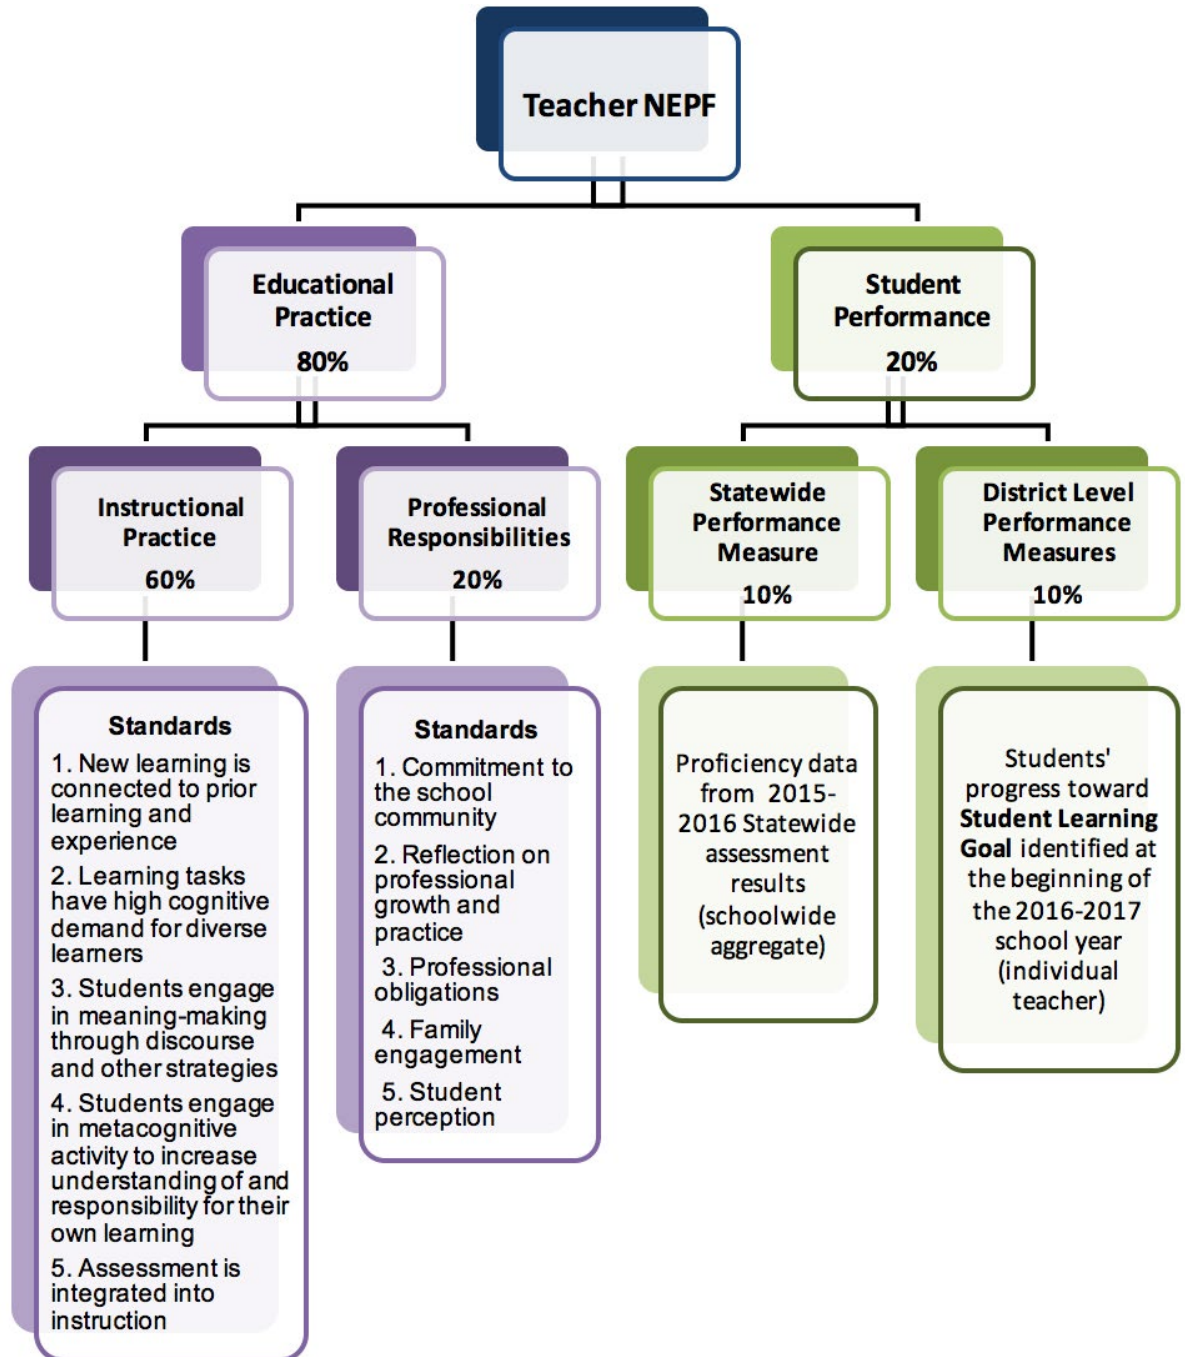 Teacher NEPF
Educational
Practice
80%
Student
Performance
20%
Instructional
Practice
60%
Professional
Responsibilities
20%
Statewide
Performance
Measure
10%
District Level
Performance
Measures
10%
Standards
1. New learning is
connected to prior
learning and
experience
2. Learning tasks
have high cognitive
demand for diverse
learners
3. Students engage
in meaning-making
through discourse
and other strategies
4. Students engage
in metacognitive
activity to increase
understanding of and
responsibility for their
own learning
5. Assessment is
integrated into
instruction
Standards
1. Commitment to
the school
community
2. Reflection on
professional
growth and
practice
3. Professional
obligations
4. Family
engagement
5. Student
perception
Proficiency data
from 2015-
2016 Statewide
assessment
results
(schoolwide
aggregate)
Students'
progress toward
Student Learning
Goal identified at
the beginning of
the 2016-2017
school year
(individual
teacher)